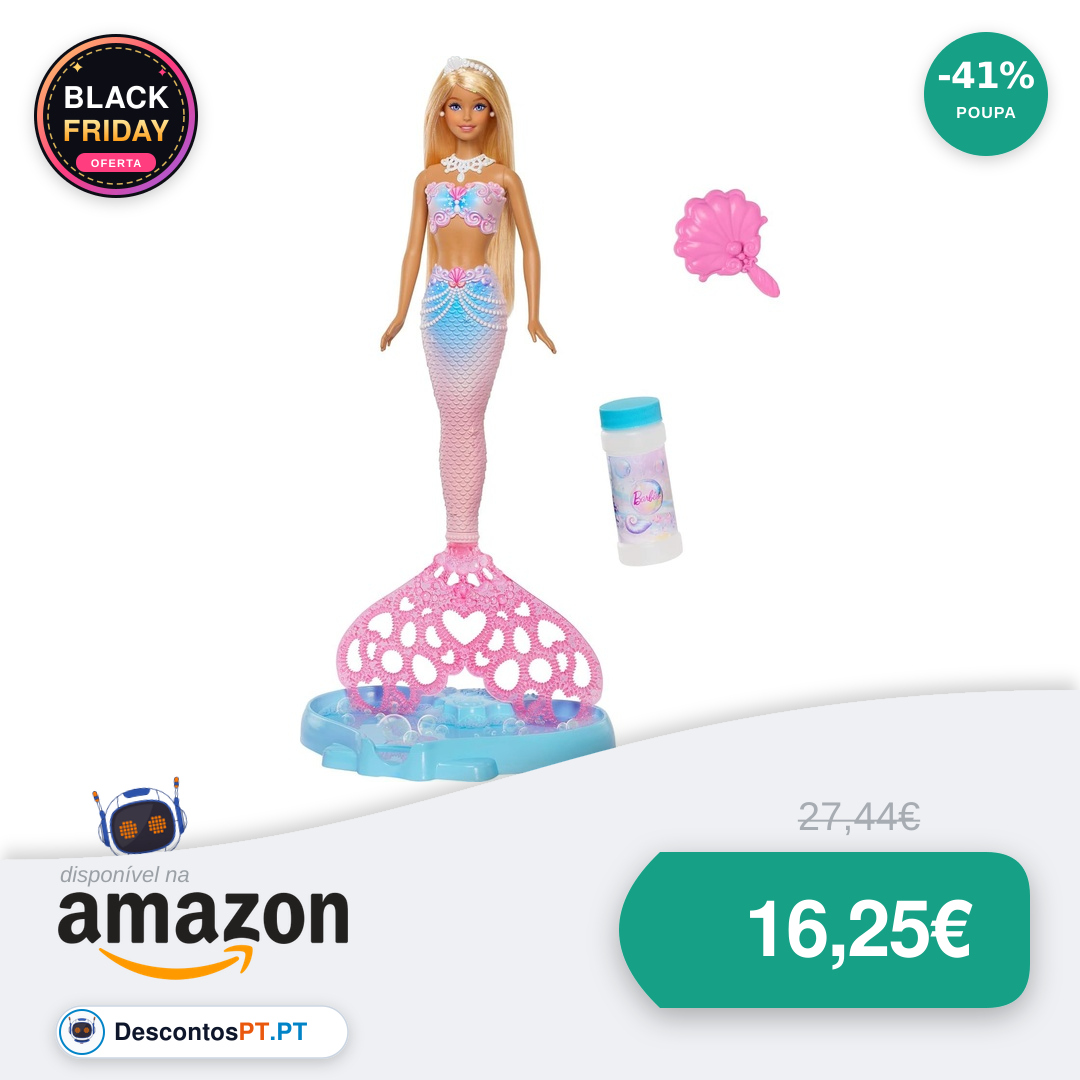 BLACK
FRIDAY
OFERTA
-41%
POUPA
Barbie
27,44€
16,25€
disponível na
amazon
DescontosPT.PT